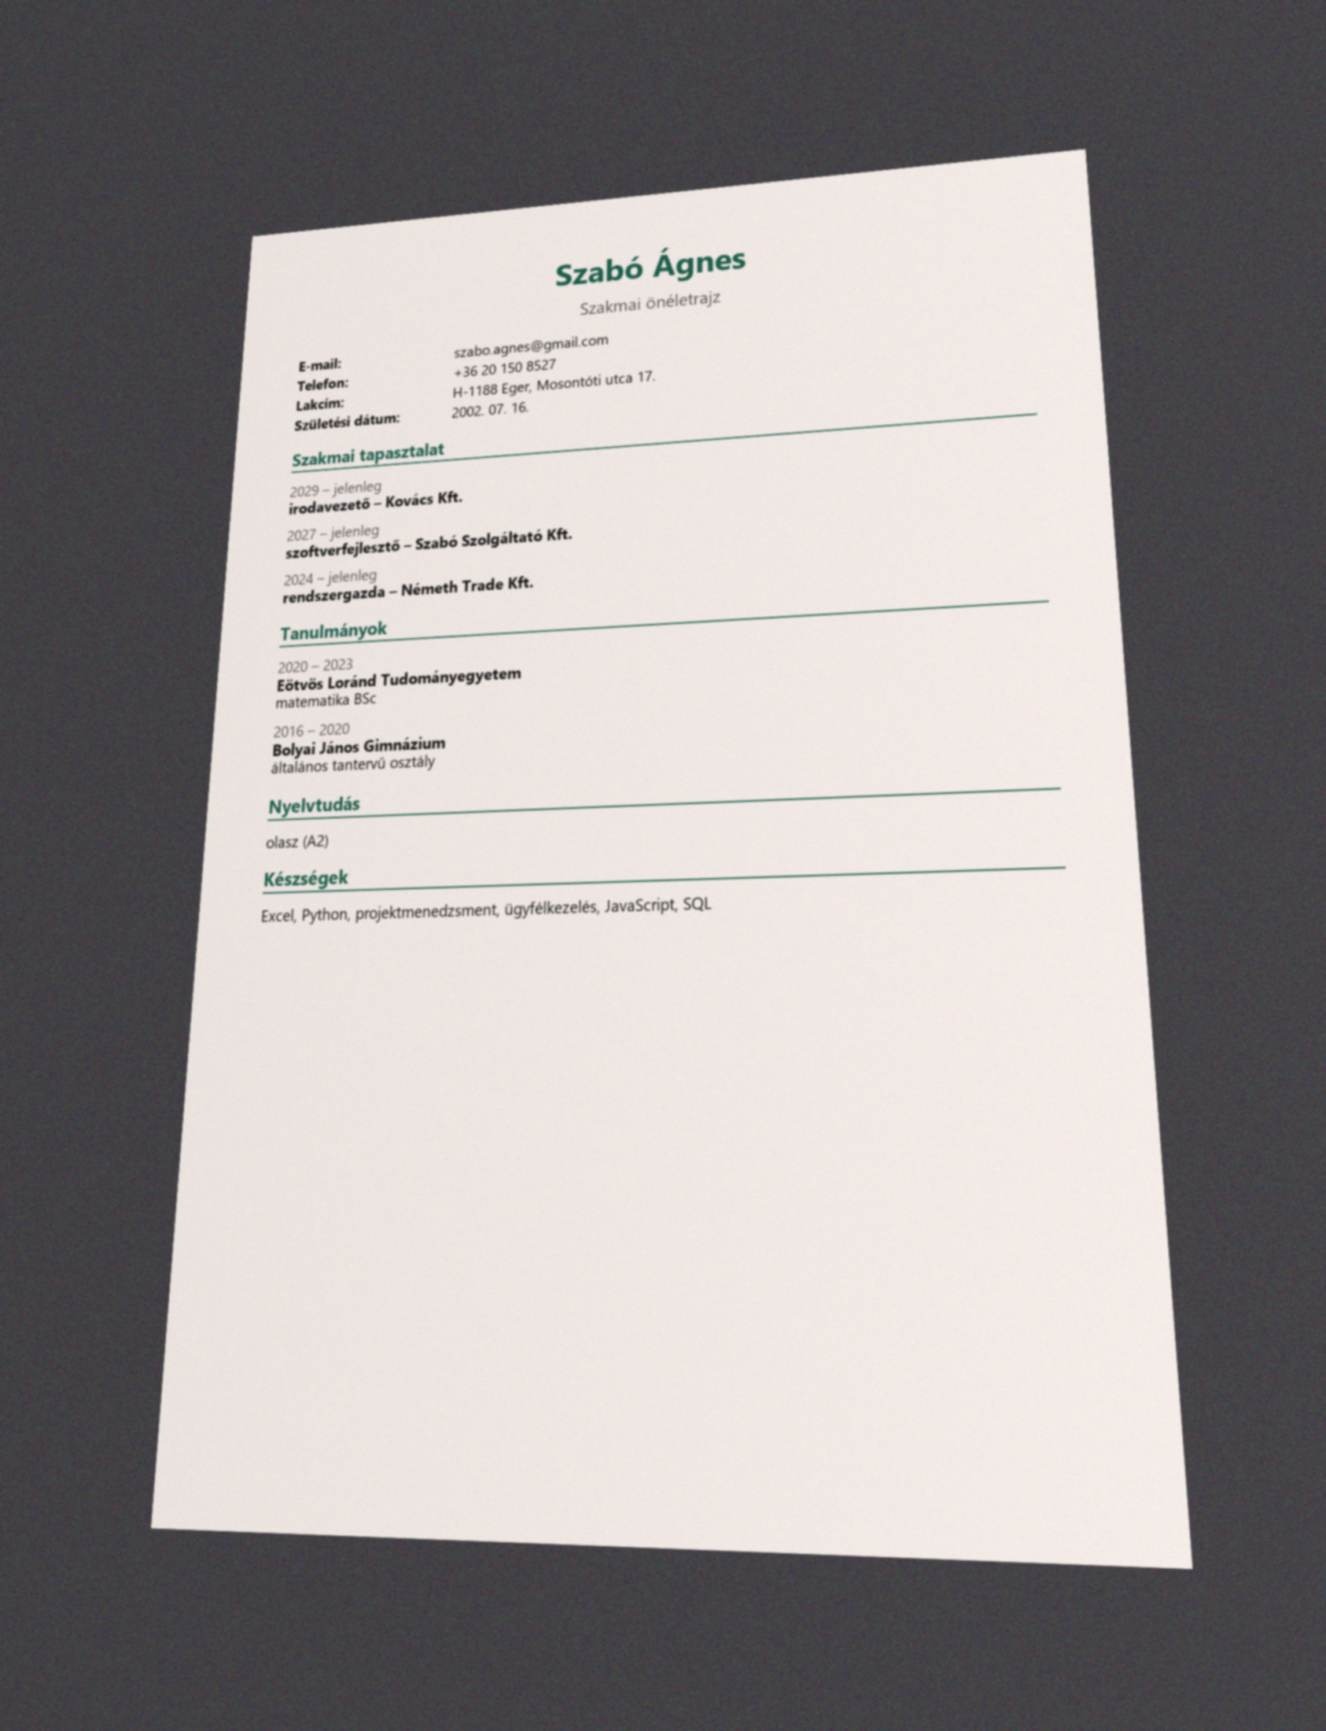 Szabó Ágnes
Szakmai önéletrajz
E-mail: szabo.agnes@gmail.com
Telefon: +36 20 150 8527
Lakcím: H-1188 Eger, Mosontóti utca 17.
Születési dátum: 2002. 07. 16.
Szakmai tapasztalat
2029 – jelenleg
irodavezető – Kovács Kft.
2027 – jelenleg
szoftverfejlesztő – Szabó Szolgáltató Kft.
2024 – jelenleg
rendszergazda – Németh Trade Kft.
Tanulmányok
2020 – 2023
Eötvös Loránd Tudományegyetem
matematika BSc
2016 – 2020
Bolyai János Gimnázium
általános tantervű osztály
Nyelvtudás
olasz (A2)
Készségek
Excel, Python, projektmenedzsment, ügyfélkezelés, JavaScript, SQL